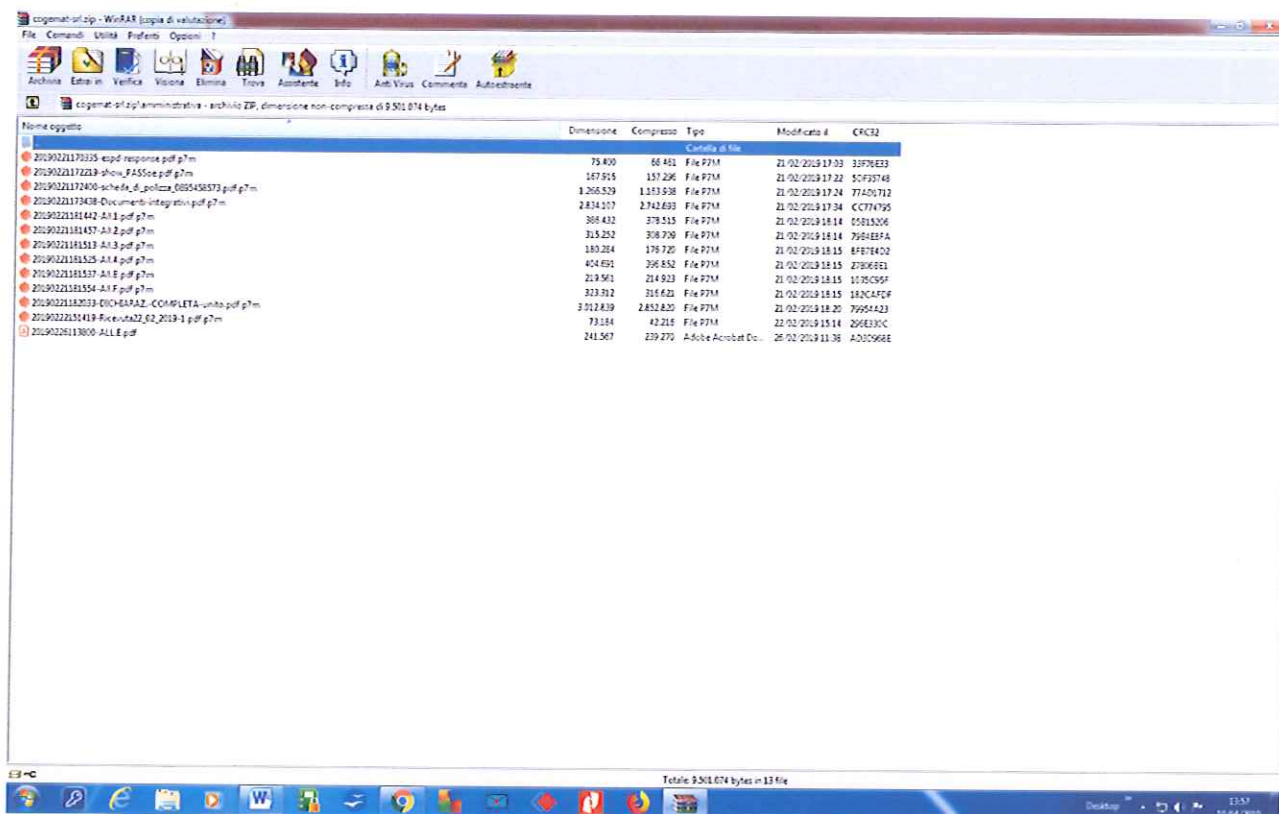 cogemat-srl.zip - WinRAR (copia di valutazione)
File Comandi Utilità Preferiti Opzioni ?
Archivia Estrai in Verifica Visiona Elimina Trova Assistente Info Anti Virus Commento Autoestraente
cogemat-srl.zip\amministrativa - archivio ZIP, dimensione non-compressa di 9.501.074 bytes
Nome oggetto Dimensione Compresso Tipo Modificato il CRC32
.. Cartella di file
20190221170335-espd-response.pdf.p7m 75.400 66.461 File P7M 21/02/2019 17:03 33F76E33
20190221172219-show_PASSoe.pdf.p7m 167.916 157.296 File P7M 21/02/2019 17:22 5DF35748
20190221172400-scheda_di_polizza_0895458573.pdf.p7m 1.266.529 1.163.938 File P7M 21/02/2019 17:24 77AD1712
20190221173438-Documenti-integrativi.pdf.p7m 2.834.107 2.742.693 File P7M 21/02/2019 17:34 CC774795
20190221181442-All.1.pdf.p7m 386.432 378.515 File P7M 21/02/2019 18:14 05815206
20190221181457-All.2.pdf.p7m 315.252 308.709 File P7M 21/02/2019 18:14
20190221181513-All.3.pdf.p7m 180.284 176.720 File P7M 21/02/2019 18:15
20190221181525-All.4.pdf.p7m 404.691 396.852 File P7M 21/02/2019 18:15
20190221181537-All.E.pdf.p7m 219.561 214.923 File P7M 21/02/2019 18:15
20190221181554-All.F.pdf.p7m 323.312 316.621 File P7M 21/02/2019 18:15 182CAFDF
20190221182033-DICHIARAZ.-COMPLETA-unito.pdf.p7m 3.012.839 2.852.820 File P7M 21/02/2019 18:20 79954A23
20190222151419-Ricevuta22_02_2019-1.pdf.p7m 73.184 42.216 File P7M 22/02/2019 15:14 296E330C
20190226113800-ALL.E.pdf 241.567 239.270 Adobe Acrobat Do... 26/02/2019 11:38 AD3D968E
Totale 9.501.074 bytes in 13 file
Desktop 13:57